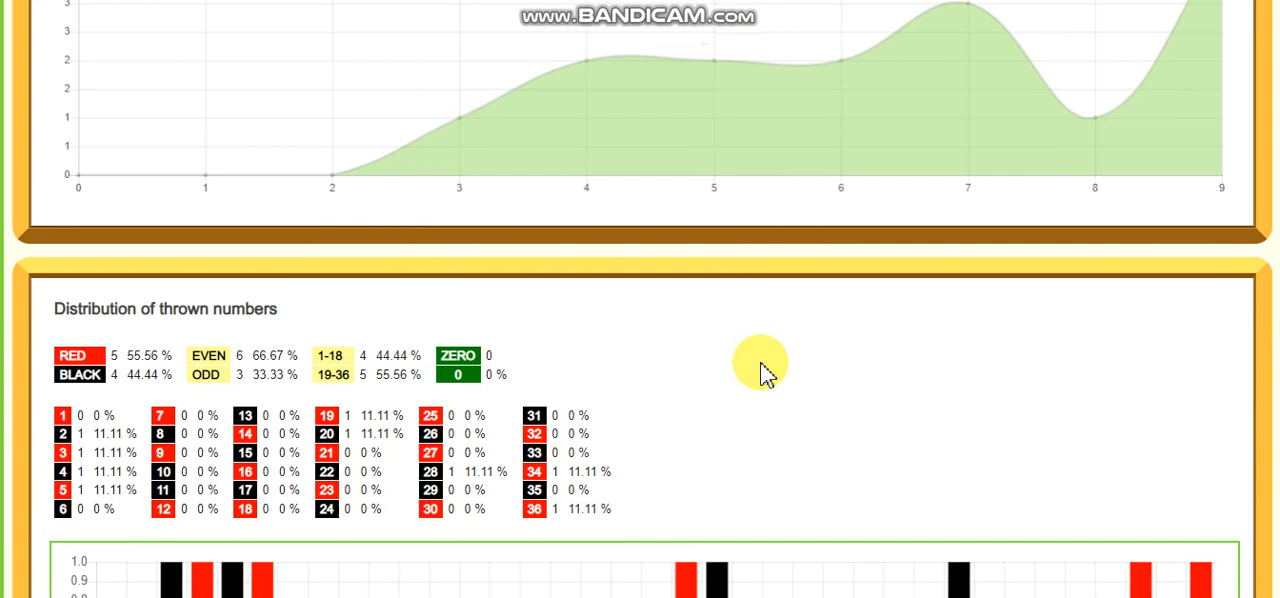 www.BANDICAM.com
3
3
2
2
1
1
0
0 1 2 3 4 5 6 7 8 9
Distribution of thrown numbers
RED 5 55.56 % EVEN 6 66.67 % 1-18 4 44.44 % ZERO 0
BLACK 4 44.44 % ODD 3 33.33 % 19-36 5 55.56 % 0 0 %
1 0 0 % 7 0 0 % 13 0 0 % 19 1 11.11 % 25 0 0 % 31 0 0 %
2 1 11.11 % 8 0 0 % 14 0 0 % 20 1 11.11 % 26 0 0 % 32 0 0 %
3 1 11.11 % 9 0 0 % 15 0 0 % 21 0 0 % 27 0 0 % 33 0 0 %
4 1 11.11 % 10 0 0 % 16 0 0 % 22 0 0 % 28 1 11.11 % 34 1 11.11 %
5 1 11.11 % 11 0 0 % 17 0 0 % 23 0 0 % 29 0 0 % 35 0 0 %
6 0 0 % 12 0 0 % 18 0 0 % 24 0 0 % 30 0 0 % 36 1 11.11 %
1.0
0.9